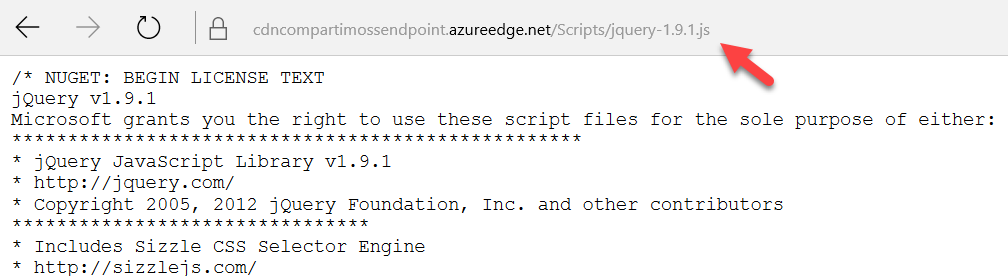 cdncompartimossendpoint.azureedge.net/Scripts/jquery-1.9.1.js
/* NUGET: BEGIN LICENSE TEXT
jQuery v1.9.1
Microsoft grants you the right to use these script files for the sole purpose of either:
***************************************************
* jQuery JavaScript Library v1.9.1
* http://jquery.com/
* Copyright 2005, 2012 jQuery Foundation, Inc. and other contributors
********************************
* Includes Sizzle CSS Selector Engine
* http://sizzlejs.com/